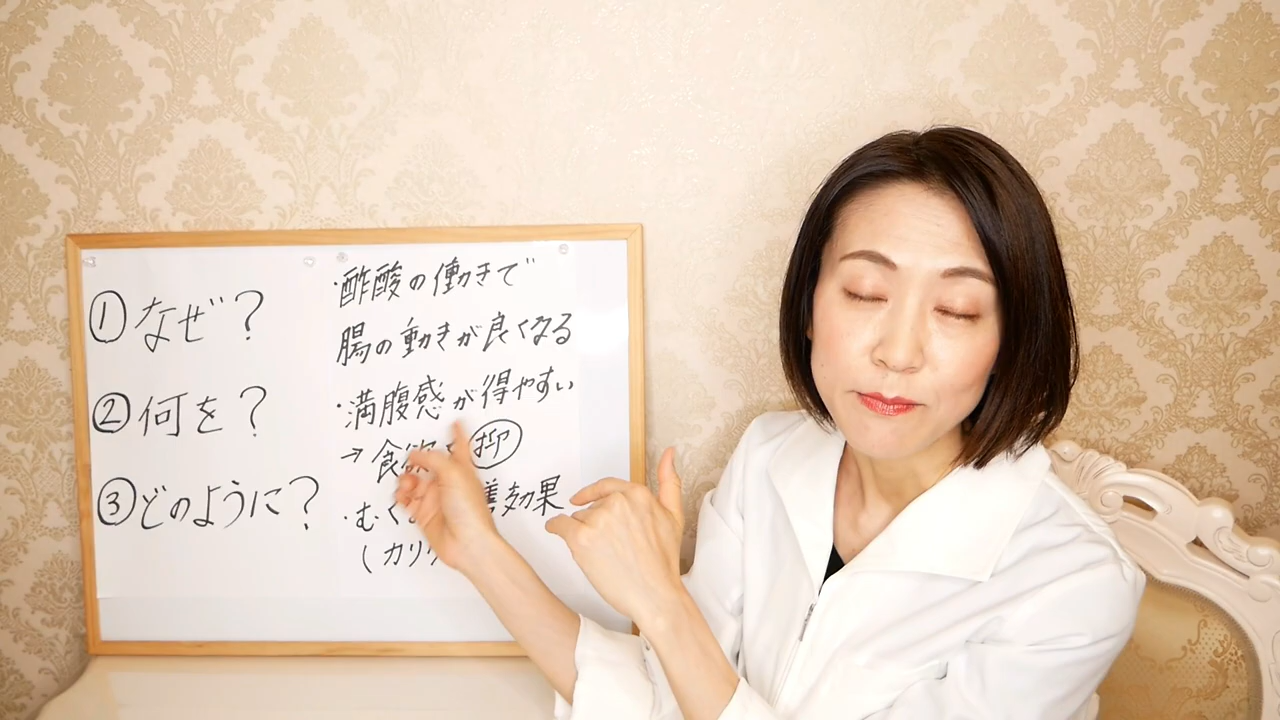 ①なぜ？
②何を？
③どのように？
・酢酸の働きで
腸の動きが良くなる
・満腹感が得やすい
→食欲 抑
・むく 善効果
(カリウ